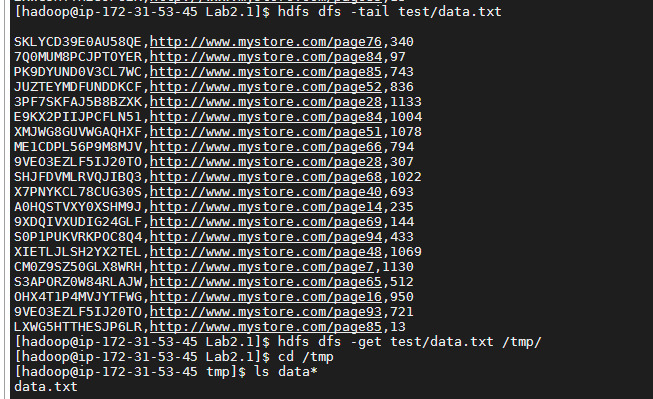 [hadoop@ip-172-31-53-45 Lab2.1]$ hdfs dfs -tail test/data.txt
SKLYCD39E0AU58QE,http://www.mystore.com/page76,340
7Q0MUM8PCJPTOYER,http://www.mystore.com/page84,97
PK9DYUND0V3CL7WC,http://www.mystore.com/page85,743
JUZTEYMDFUNDDKCF,http://www.mystore.com/page52,836
3PF7SKFAJ5B8BZXK,http://www.mystore.com/page28,1133
E9KX2PIIJPCFLN51,http://www.mystore.com/page84,1004
XMJWG8GUVWGAQHXF,http://www.mystore.com/page51,1078
ME1CDPL56P9M8MJV,http://www.mystore.com/page66,794
9VEO3EZLF5IJ20TO,http://www.mystore.com/page28,307
SHJFDVMLRVQJIBQ3,http://www.mystore.com/page68,1022
X7PNYKCL78CUG30S,http://www.mystore.com/page40,693
A0HQSTVXY0XSHM9J,http://www.mystore.com/page14,235
9XDQIVXUDIG24GLF,http://www.mystore.com/page69,144
S0P1PUKVRKPOC8Q4,http://www.mystore.com/page94,433
XIETLJLSH2YX2TEL,http://www.mystore.com/page48,1069
CM0Z9SZ50GLX8WRH,http://www.mystore.com/page7,1130
S3APORZ0W84RLAJW,http://www.mystore.com/page65,512
OHX4T1P4MVJYTFWG,http://www.mystore.com/page16,950
9VEO3EZLF5IJ20TO,http://www.mystore.com/page93,721
LXWG5HTTHESJP6LR,http://www.mystore.com/page85,13
[hadoop@ip-172-31-53-45 Lab2.1]$ hdfs dfs -get test/data.txt /tmp/
[hadoop@ip-172-31-53-45 Lab2.1]$ cd /tmp
[hadoop@ip-172-31-53-45 tmp]$ ls data*
data.txt